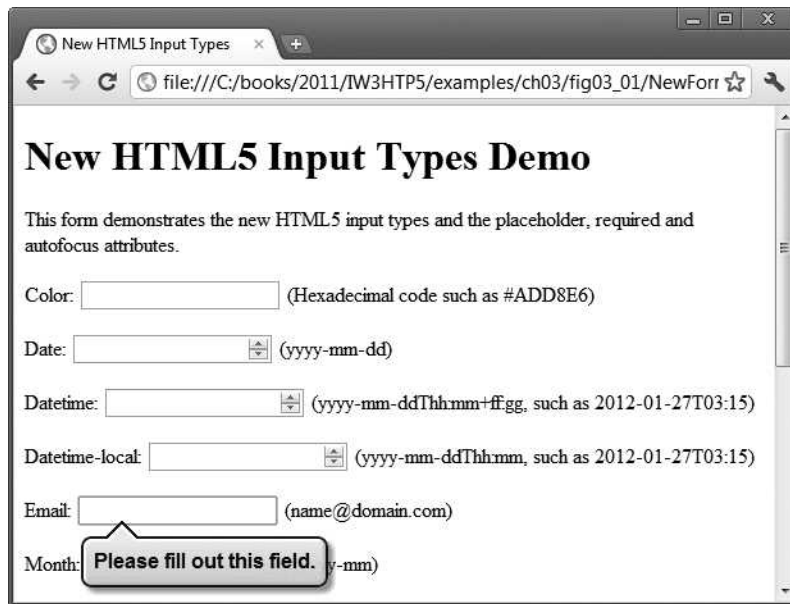 New HTML5 Input Types
file:///C:/books/2011/IW3HTP5/examples/ch03/fig03_01/NewForr
New HTML5 Input Types Demo
This form demonstrates the new HTML5 input types and the placeholder, required and
autofocus attributes.
Color: (Hexadecimal code such as #ADD8E6)
Date: (yyyy-mm-dd)
Datetime: (yyyy-mm-ddThh:mm+ff:gg, such as 2012-01-27T03:15)
Datetime-local: (yyyy-mm-ddThh:mm, such as 2012-01-27T03:15)
Email: (name@domain.com)
Please fill out this field.
Month: y-mm)